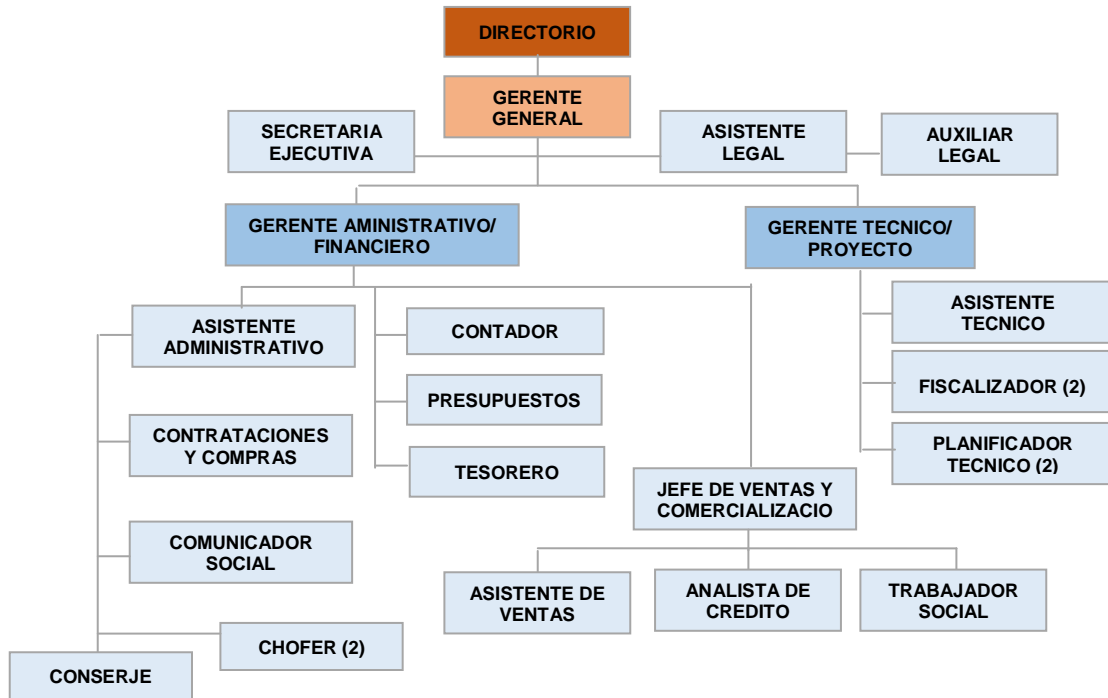 DIRECTORIO
GERENTE
GENERAL
SECRETARIA
EJECUTIVA
ASISTENTE
LEGAL
AUXILIAR
LEGAL
GERENTE AMINISTRATIVO/
FINANCIERO
GERENTE TECNICO/
PROYECTO
ASISTENTE
ADMINISTRATIVO
CONTADOR
ASISTENTE
TECNICO
PRESUPUESTOS
FISCALIZADOR (2)
CONTRATACIONES
Y COMPRAS
TESORERO
PLANIFICADOR
TECNICO (2)
JEFE DE VENTAS Y
COMERCIALIZACIO
COMUNICADOR
SOCIAL
ASISTENTE DE
VENTAS
ANALISTA DE
CREDITO
TRABAJADOR
SOCIAL
CHOFER (2)
CONSERJE